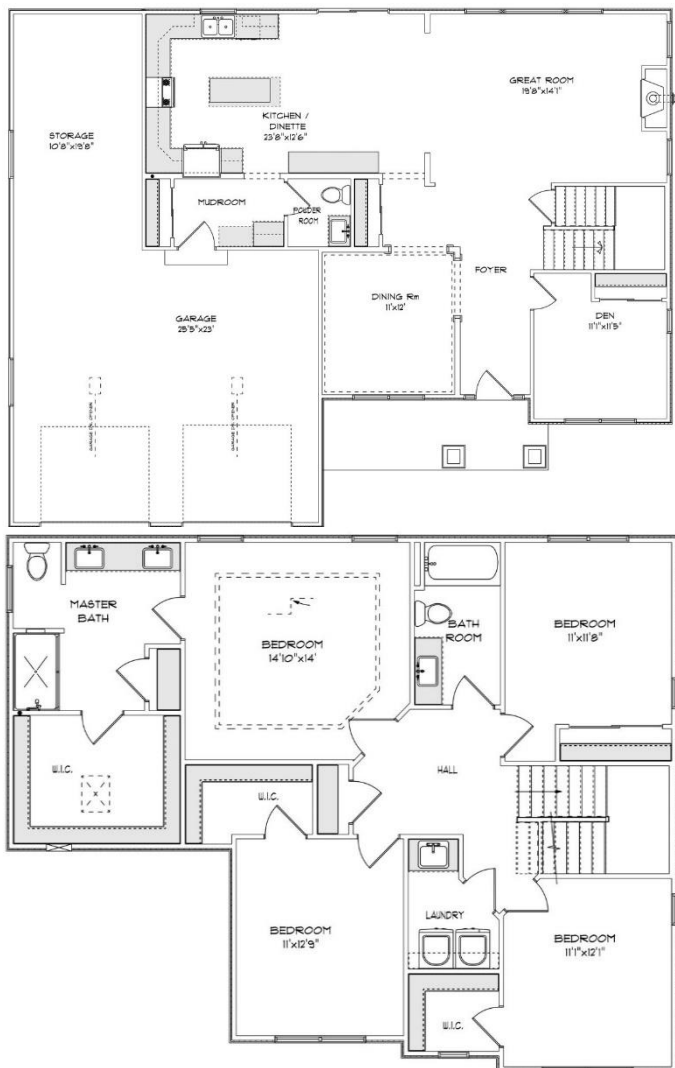 GREAT ROOM
19'8"x14'1"
KITCHEN /
DINETTE
23'8"x12'6"
STORAGE
10'8"x19'8"
MUDROOM
POWDER
ROOM
FOYER
DINING Rm
11'x12'
DEN
11'1"x11'5"
GARAGE
25'5"x23'
MASTER
BATH
BEDROOM
14'10"x14'
BATH
ROOM
BEDROOM
11'x11'8"
W.I.C.
HALL
W.I.C.
LAUNDRY
BEDROOM
11'x12'9"
BEDROOM
11'1"x12'1"
W.I.C.